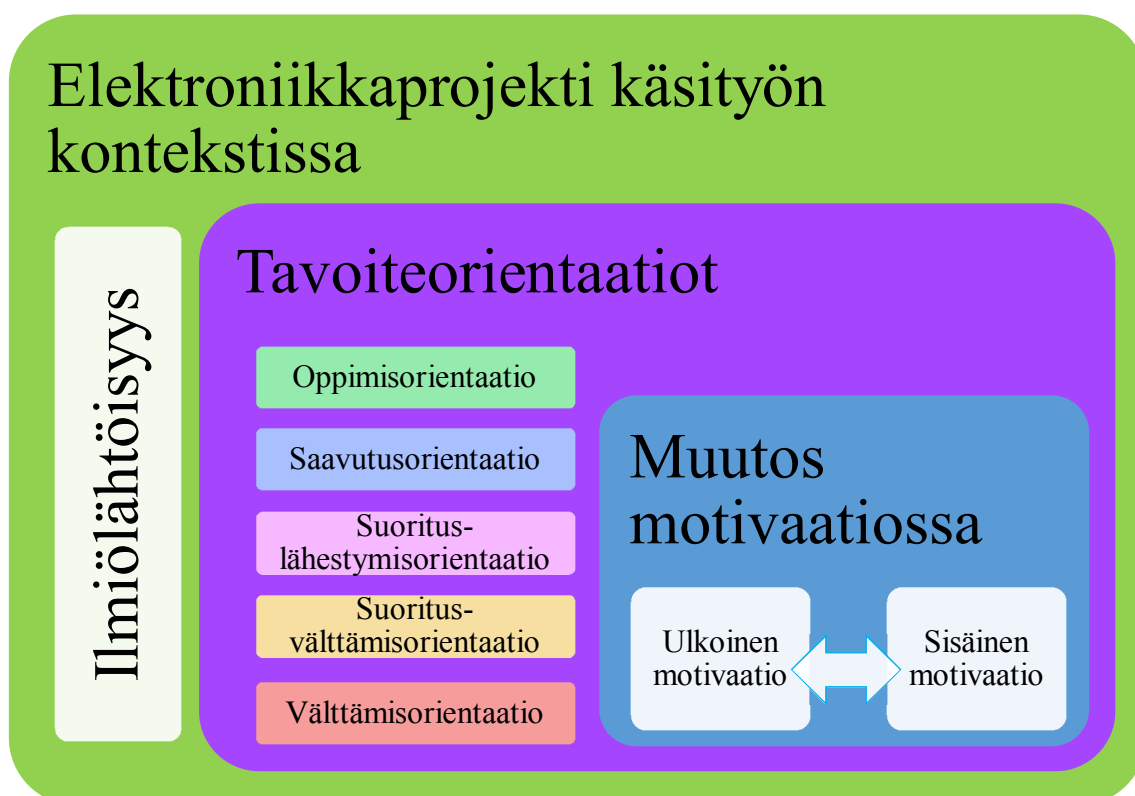 Elektroniikkaprojekti käsityön
kontekstissa
Ilmiölähtöisyys
Tavoiteorientaatiot
Oppimisorientaatio
Saavutusorientaatio
Suoritus-
lähestymisorientaatio
Suoritus-
välttämisorientaatio
Välttämisorientaatio
Muutos
motivaatiossa
Ulkoinen
motivaatio
Sisäinen
motivaatio